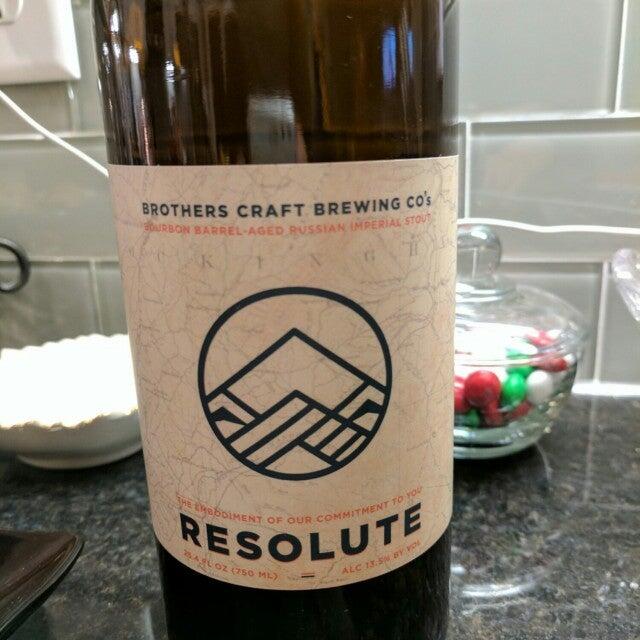 BROTHERS CRAFT BREWING CO's
BOURBON BARREL-AGED RUSSIAN IMPERIAL STOUT
THE EMBODIMENT OF OUR COMMITMENT TO YOU
RESOLUTE
25.4 FL OZ (750 ML)
ALC 13.5% BY VOL